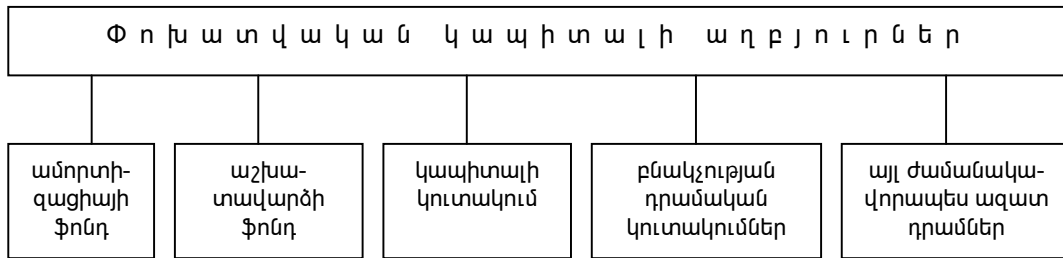 Փոխատվական կապիտալի աղբյուրներ
ամորտի-
զացիայի
ֆոնդ
աշխա-
տավարձի
ֆոնդ
կապիտալի
կուտակում
բնակչության
դրամական
կուտակումներ
այլ ժամանակա-
վորապես ազատ
դրամներ